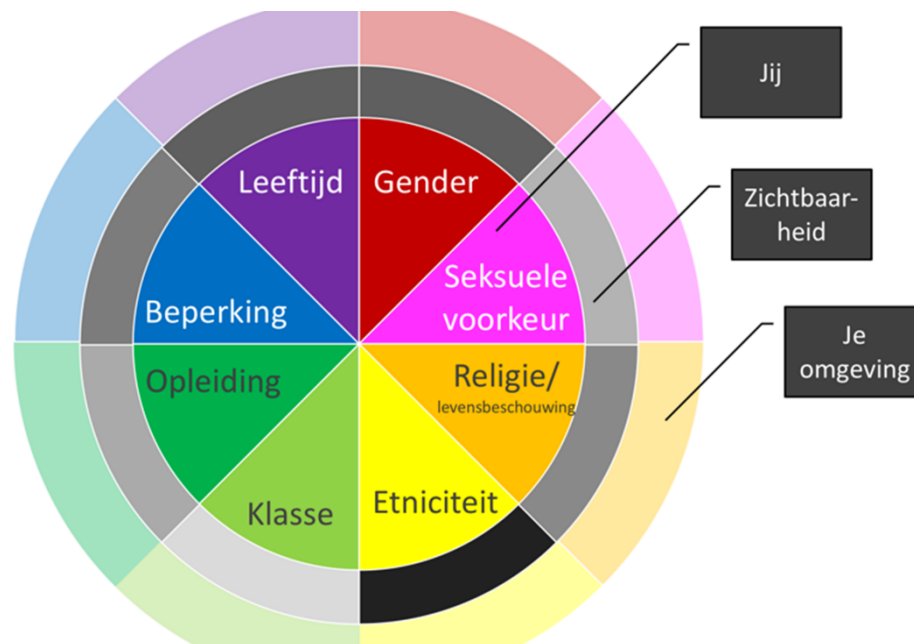 Jij
Leeftijd
Gender
Zichtbaar-
heid
Beperking
Seksuele
voorkeur
Je
omgeving
Opleiding
Religie/
levensbeschouwing
Klasse
Etniciteit